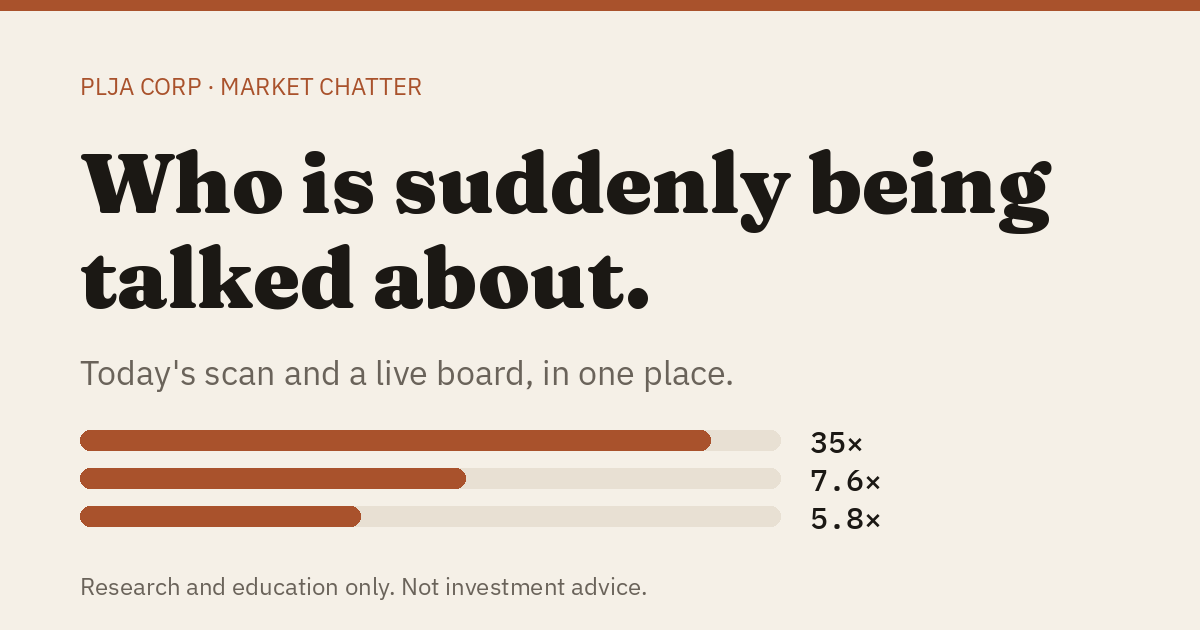 PLJA CORP · MARKET CHATTER
Who is suddenly being
talked about.
Today's scan and a live board, in one place.
35×
7.6×
5.8×
Research and education only. Not investment advice.